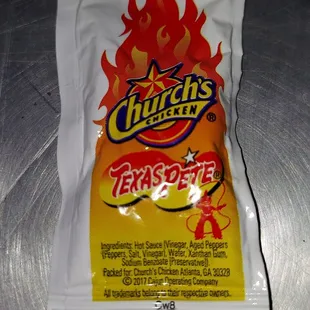 Church's
CHICKEN ®
TEXAS PETE ®
Ingredients: Hot Sauce (Vinegar, Aged Peppers
(Peppers, Salt, Vinegar), Water, Xanthan Gum,
Sodium Benzoate [Preservative]).
Packed for: Church's Chicken Atlanta, GA 30328
© 2017 Cajun Operating Company
All trademarks belong to their respective owners.